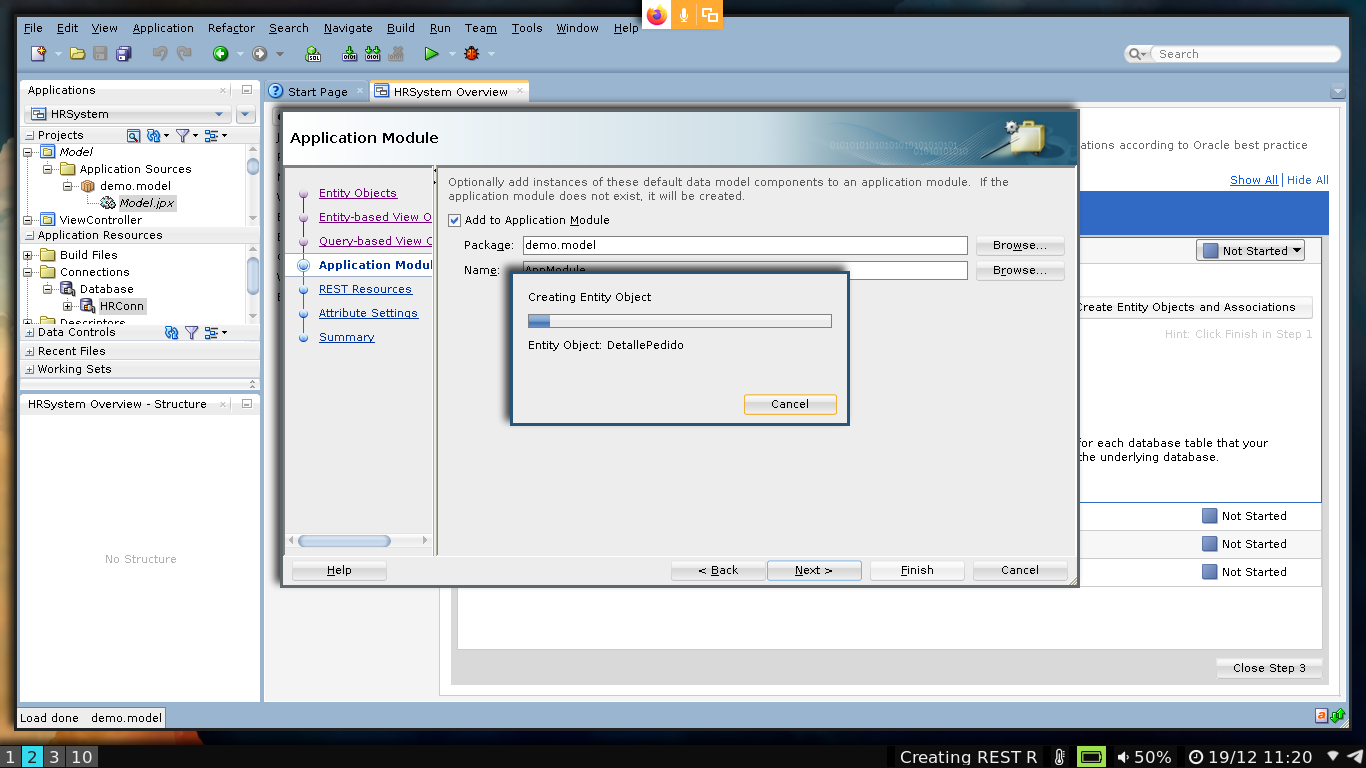 File Edit View Application Refactor Search Navigate Build Run Team Tools Window Help
Search
Applications
Start Page
HRSystem Overview
HRSystem
Projects
Model
Application Sources
demo.model
Model.jpx
ViewController
Application Resources
Build Files
Connections
Database
HRConn
Descriptors
Data Controls
Recent Files
Working Sets
HRSystem Overview - Structure
No Structure
Application Module
Entity Objects
Entity-based View O
Query-based View
Application Modul
REST Resources
Attribute Settings
Summary
Optionally add instances of these default data model components to an application module. If the
application module does not exist, it will be created.
Add to Application Module
Package: demo.model Browse...
Name: AppModule Browse...
Creating Entity Object
Entity Object: DetallePedido
Cancel
Help < Back Next > Finish Cancel
ations according to Oracle best practice
Show All | Hide All
Not Started
Create Entity Objects and Associations
Hint: Click Finish in Step 1
for each database table that your
the underlying database.
Not Started
Not Started
Not Started
Close Step 3
Load done demo.model
1 2 3 10 Creating REST R 50% 19/12 11:20